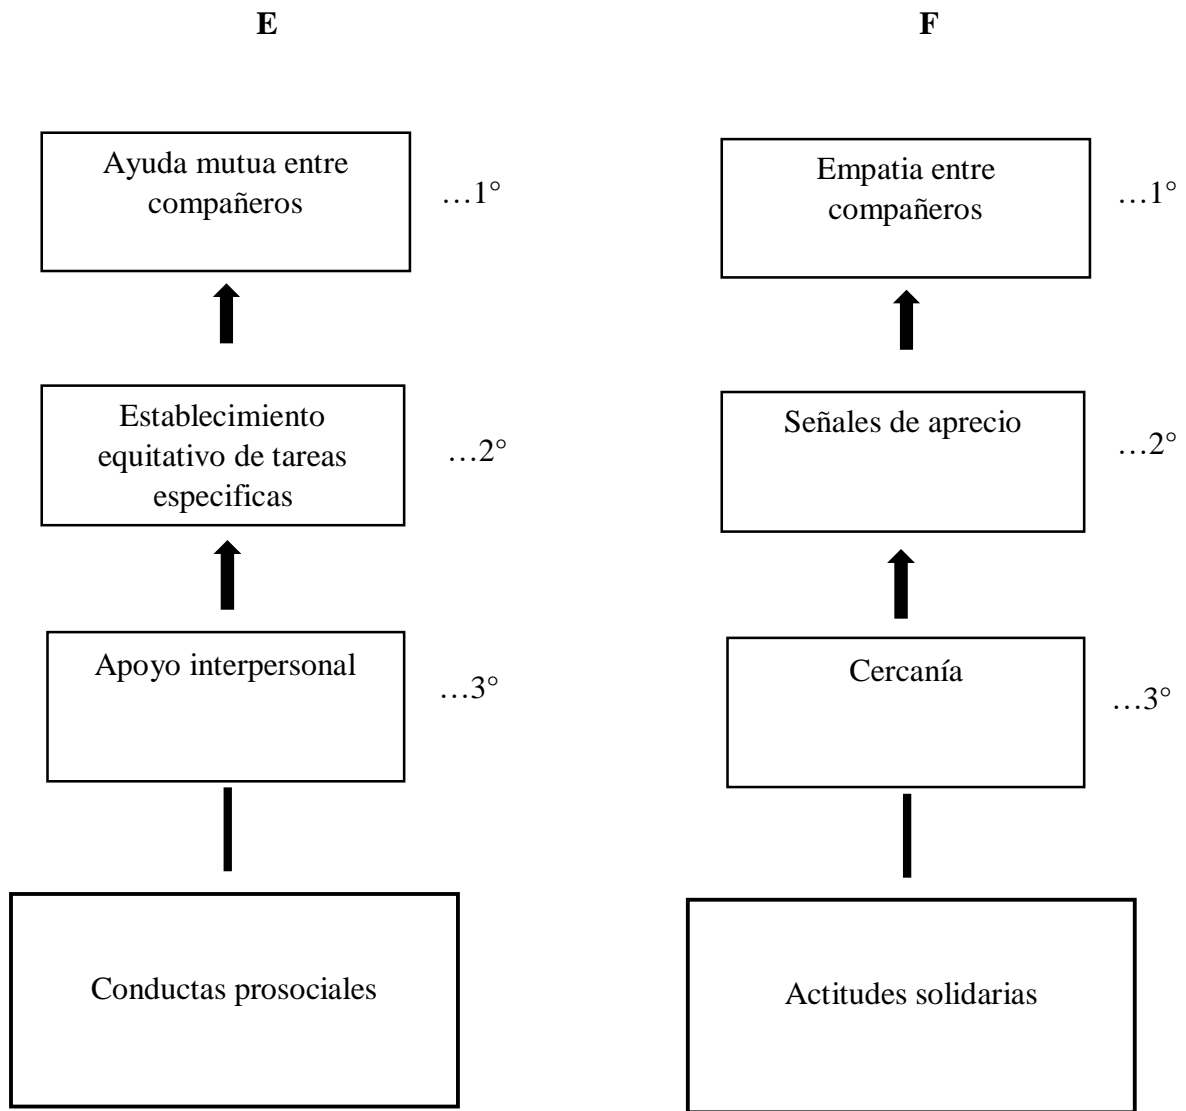 E
Ayuda mutua entre
compañeros
…1°
Establecimiento
equitativo de tareas
especificas
…2°
Apoyo interpersonal
…3°
Conductas prosociales
F
Empatia entre
compañeros
…1°
Señales de aprecio
…2°
Cercanía
…3°
Actitudes solidarias